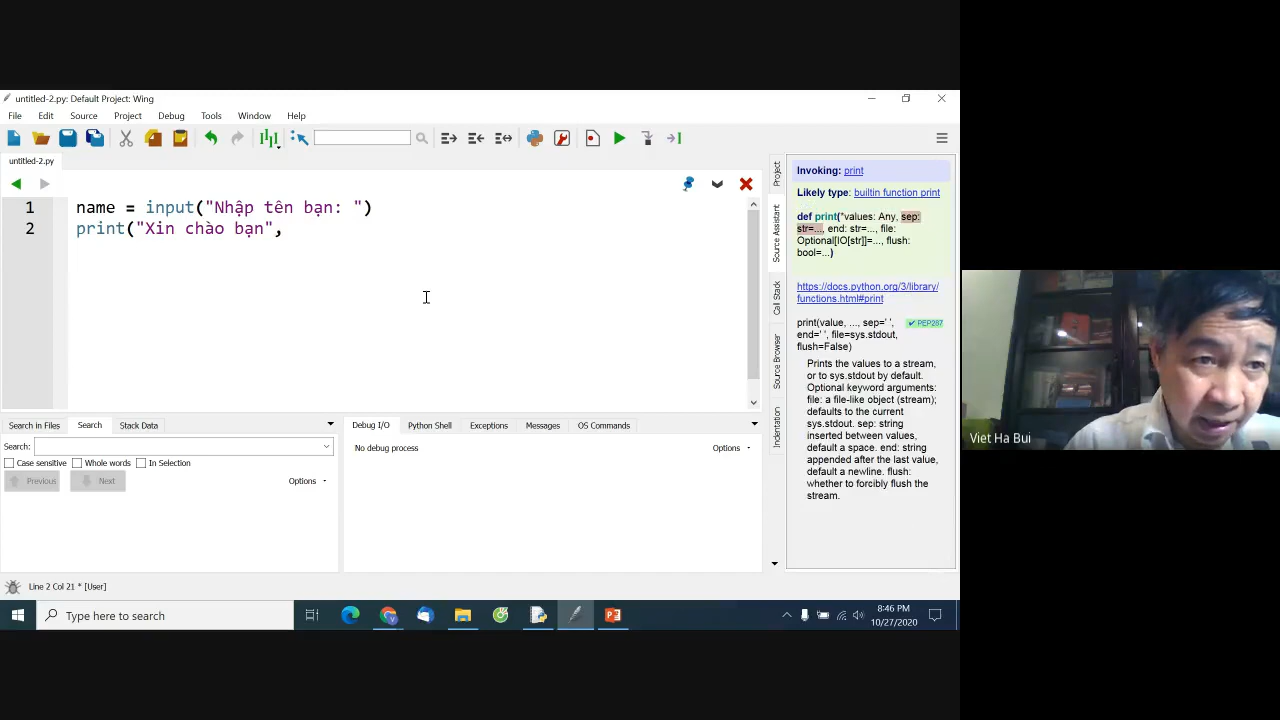 untitled-2.py: Default Project: Wing
File Edit Source Project Debug Tools Window Help
untitled-2.py
1 name = input("Nhập tên bạn: ")
2 print("Xin chào bạn",
Project
Source Assistant
Call Stack
Source Browser
Indentation
Invoking: print
Likely type: builtin function print
def print(*values: Any, sep:
str=..., end: str=..., file:
Optional[IO[str]]=..., flush:
bool=...)
https://docs.python.org/3/library/
functions.html#print
print(value, ..., sep=' ', ✔ PEP287
end=' ', file=sys.stdout,
flush=False)
Prints the values to a stream,
or to sys.stdout by default.
Optional keyword arguments:
file: a file-like object (stream);
defaults to the current
sys.stdout. sep: string
inserted between values,
default a space. end: string
appended after the last value,
default a newline. flush:
whether to forcibly flush the
stream.
Search in Files Search Stack Data
Search:
Case sensitive Whole words In Selection
Previous Next Options
Debug I/O Python Shell Exceptions Messages OS Commands
No debug process Options
Line 2 Col 21 * [User]
Type here to search
8:46 PM
10/27/2020
Viet Ha Bui